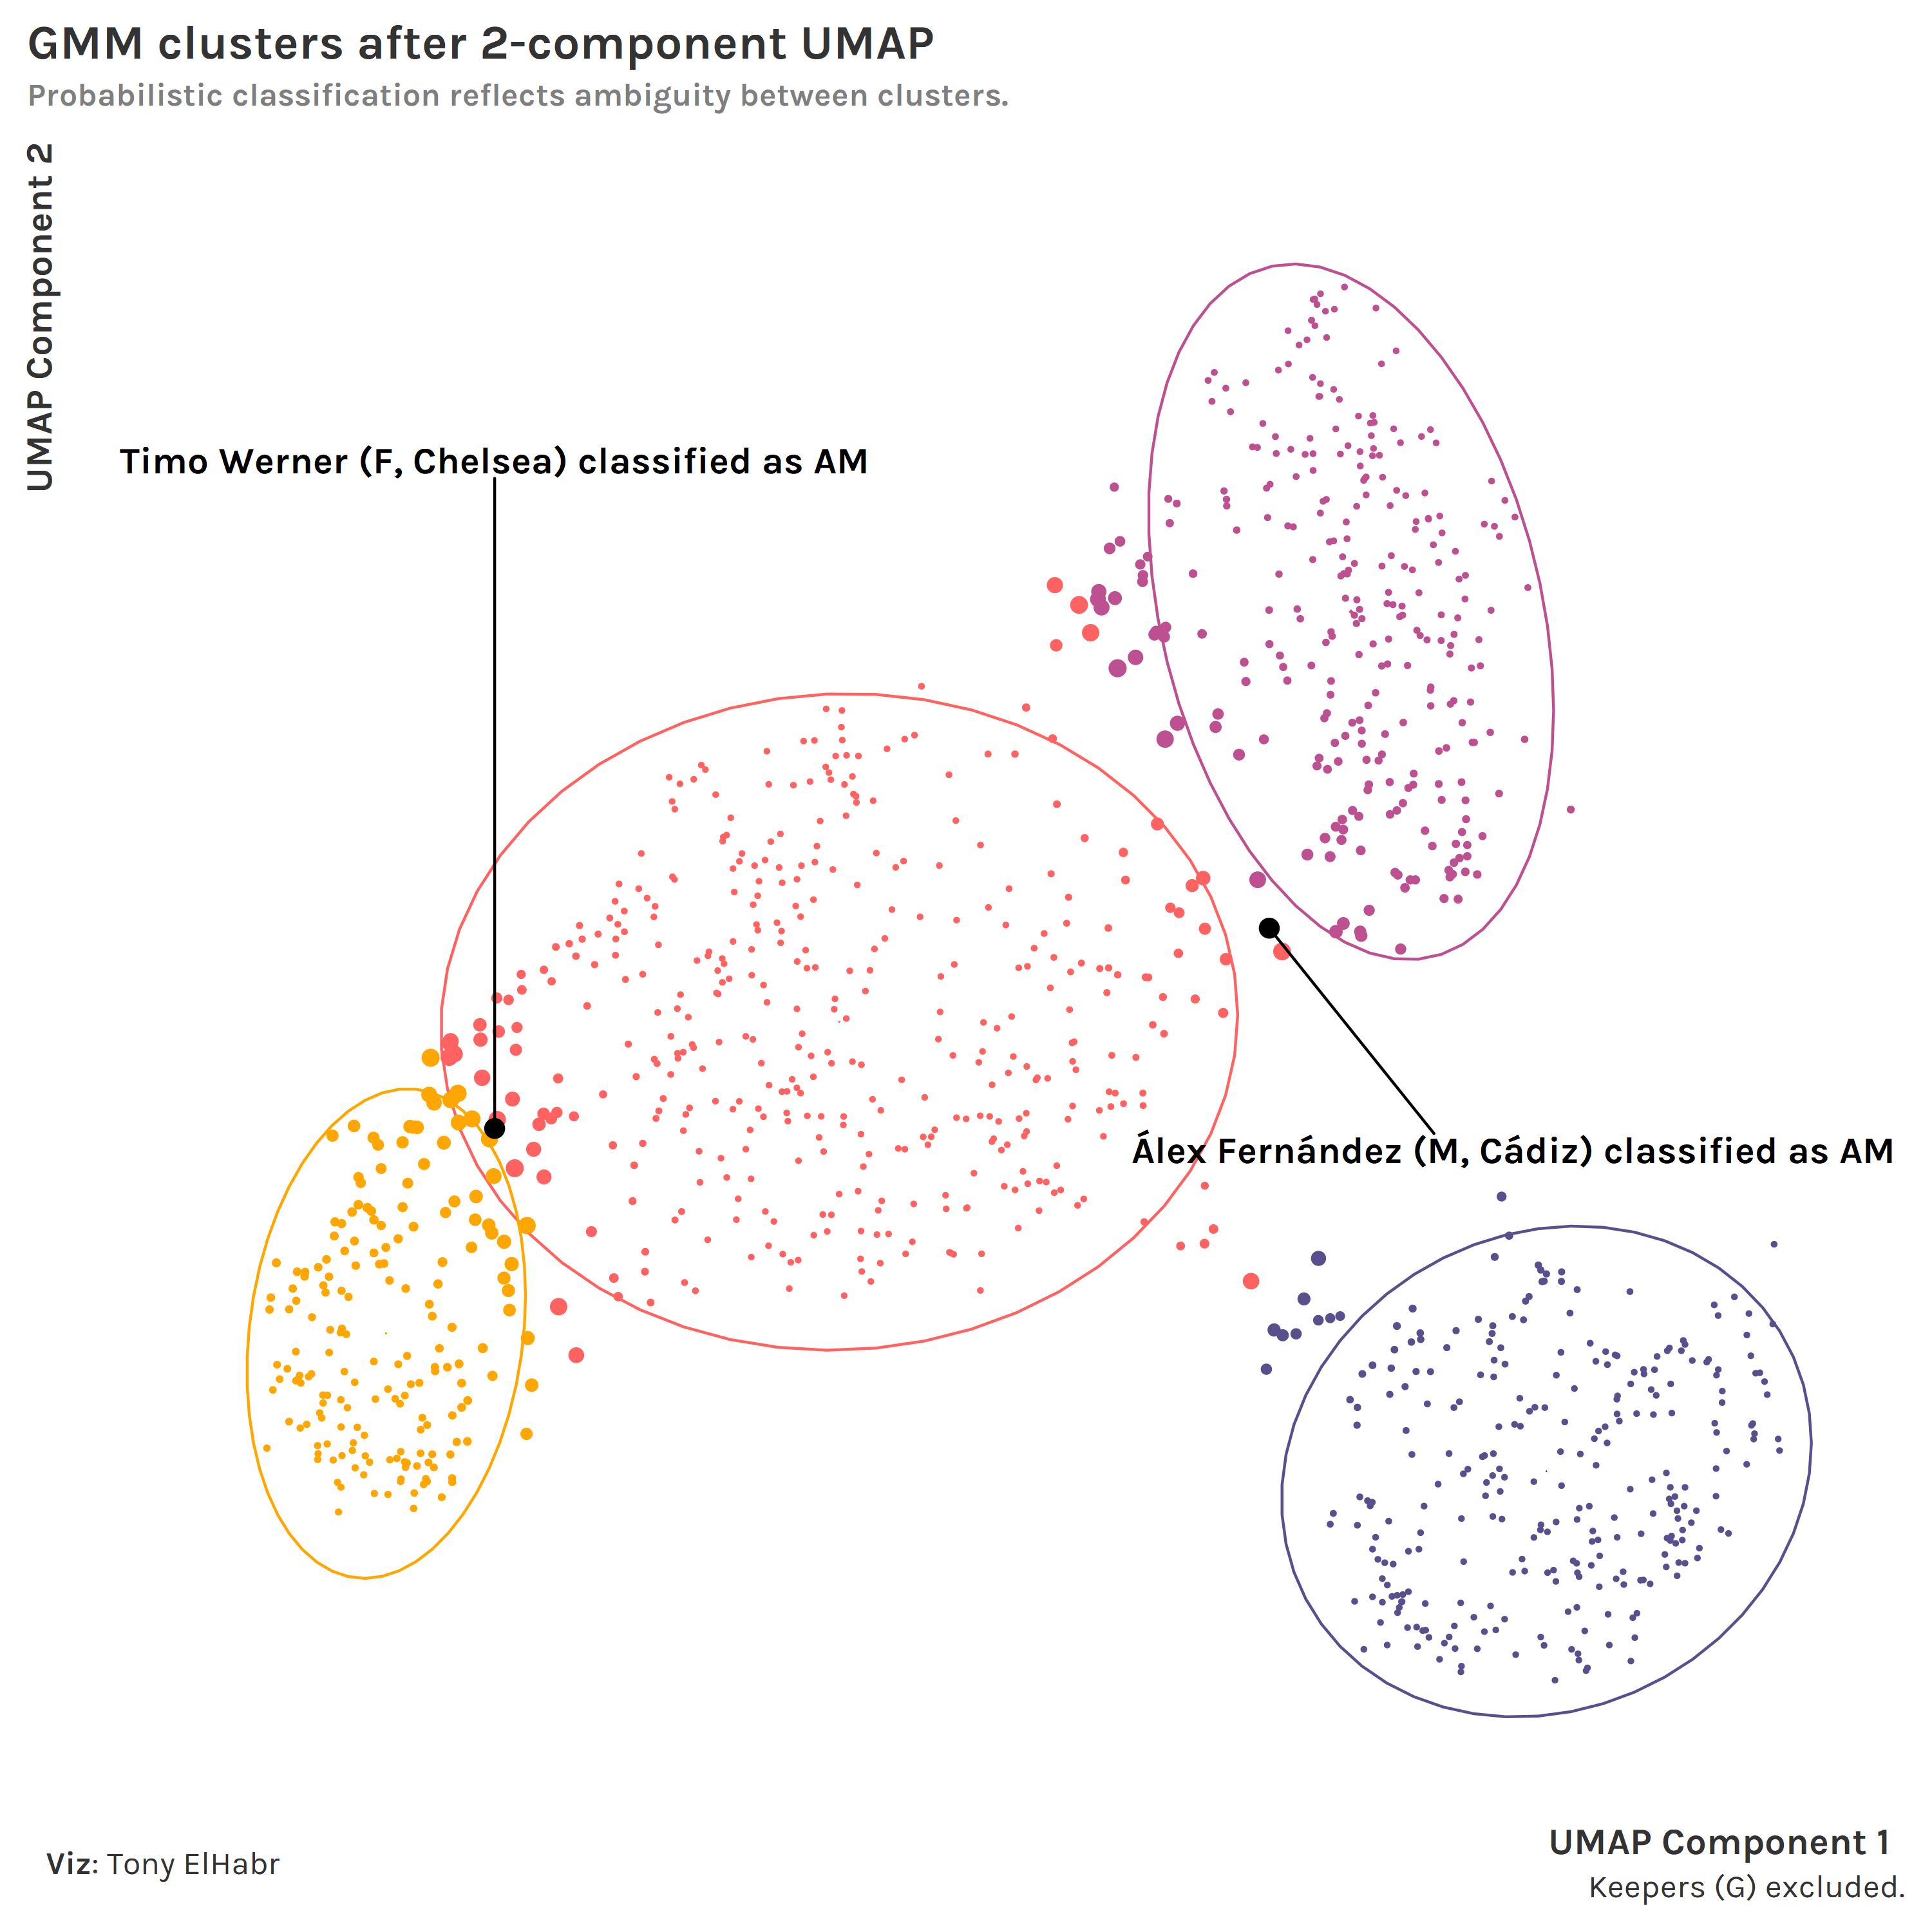 GMM clusters after 2-component UMAP
Probabilistic classification reflects ambiguity between clusters.
UMAP Component 2
Timo Werner (F, Chelsea) classified as AM
Álex Fernández (M, Cádiz) classified as AM
UMAP Component 1
Viz: Tony ElHabr
Keepers (G) excluded.